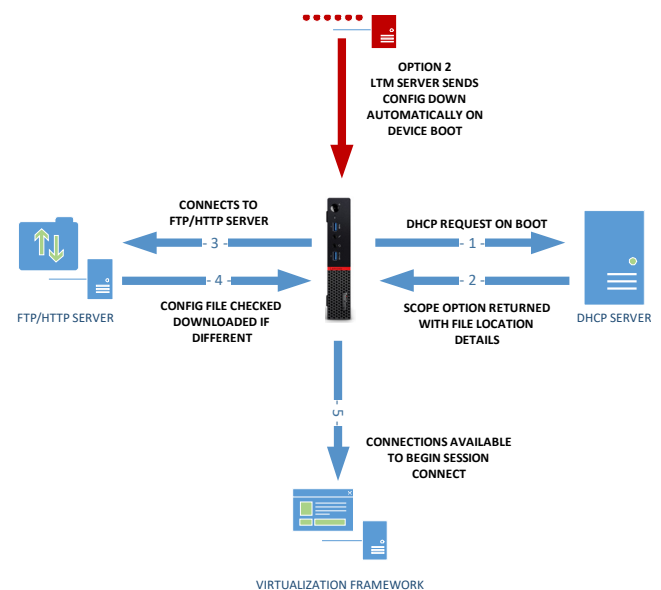 OPTION 2
LTM SERVER SENDS
CONFIG DOWN
AUTOMATICALLY ON
DEVICE BOOT
CONNECTS TO
FTP/HTTP SERVER
DHCP REQUEST ON BOOT
- 3 -
- 1 -
- 4 -
- 2 -
CONFIG FILE CHECKED
DOWNLOADED IF
DIFFERENT
SCOPE OPTION RETURNED
WITH FILE LOCATION
DETAILS
FTP/HTTP SERVER
DHCP SERVER
- 5 -
CONNECTIONS AVAILABLE
TO BEGIN SESSION
CONNECT
VIRTUALIZATION FRAMEWORK